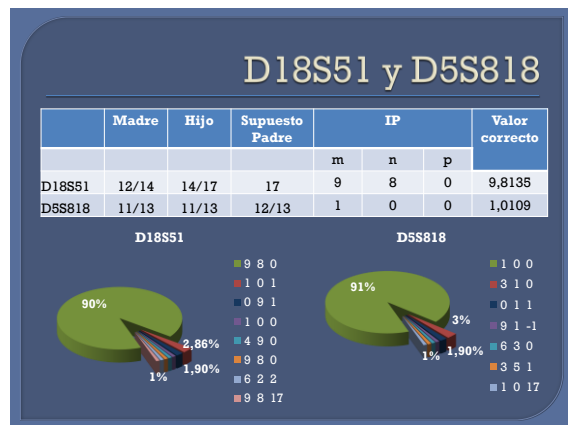 D18S51 y D5S818
Madre Hijo Supuesto Padre IP Valor correcto
m n p
D18S51 12/14 14/17 17 9 8 0 9,8135
D5S818 11/13 11/13 12/13 1 0 0 1,0109
D18S51
90%
2,86%
1,90%
1%
9 8 0
1 0 1
0 9 1
1 0 0
4 9 0
9 8 0
6 2 2
9 8 17
D5S818
91%
3%
1,90%
1%
1 0 0
3 1 0
0 1 1
9 1 -1
6 3 0
3 5 1
1 0 17